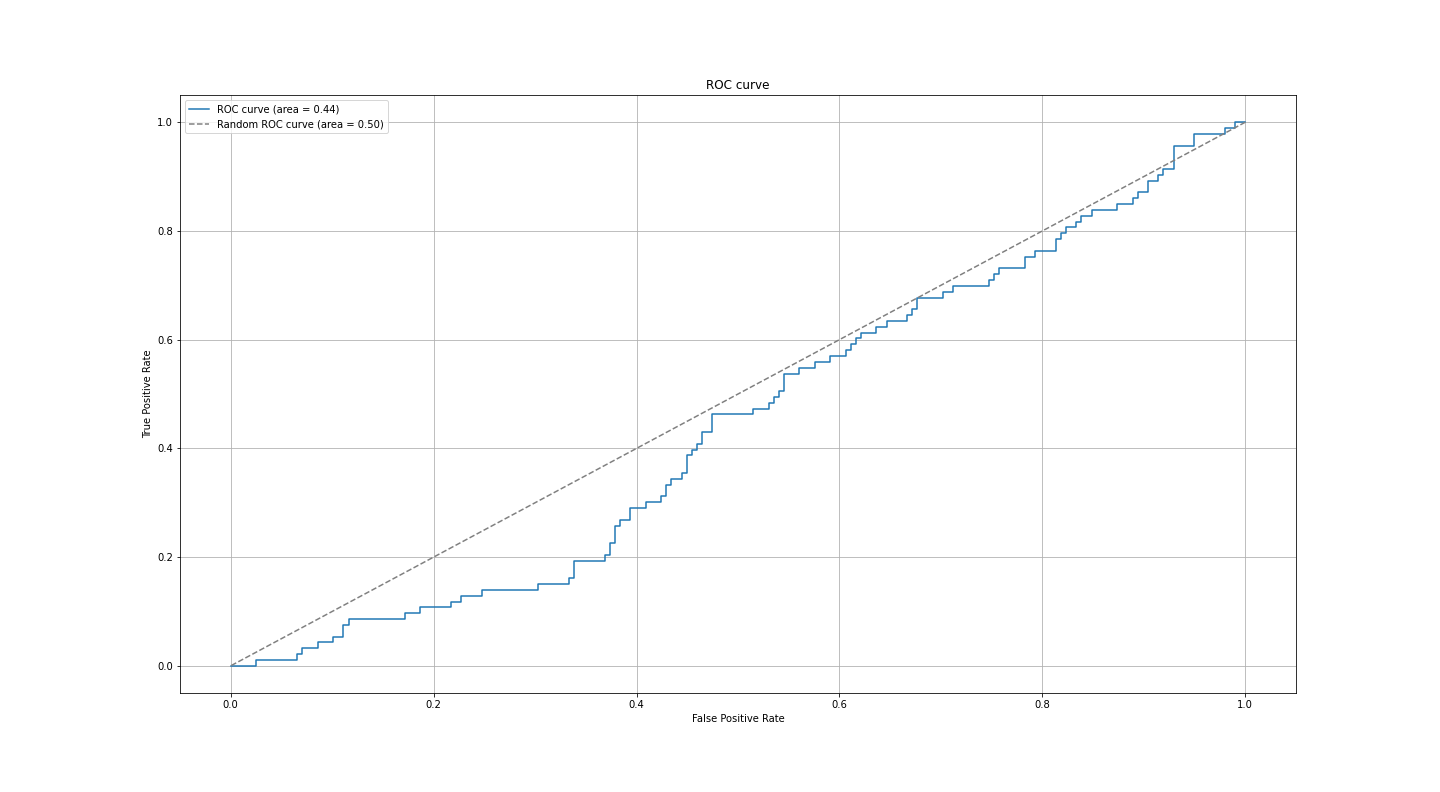 ROC curve
ROC curve (area = 0.44)
Random ROC curve (area = 0.50)
1.0
0.8
0.6
0.4
0.2
0.0
True Positive Rate
0.0 0.2 0.4 0.6 0.8 1.0
False Positive Rate